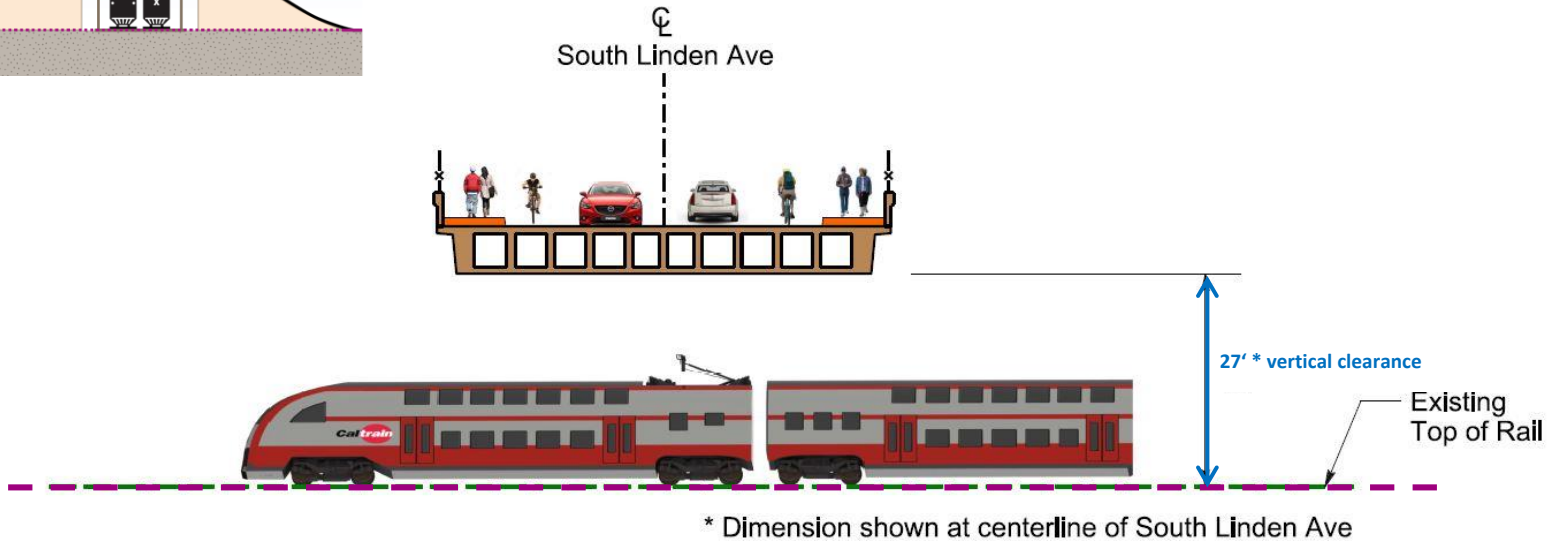 ℄
South Linden Ave
27‘ * vertical clearance
Existing
Top of Rail
Caltrain
* Dimension shown at centerline of South Linden Ave